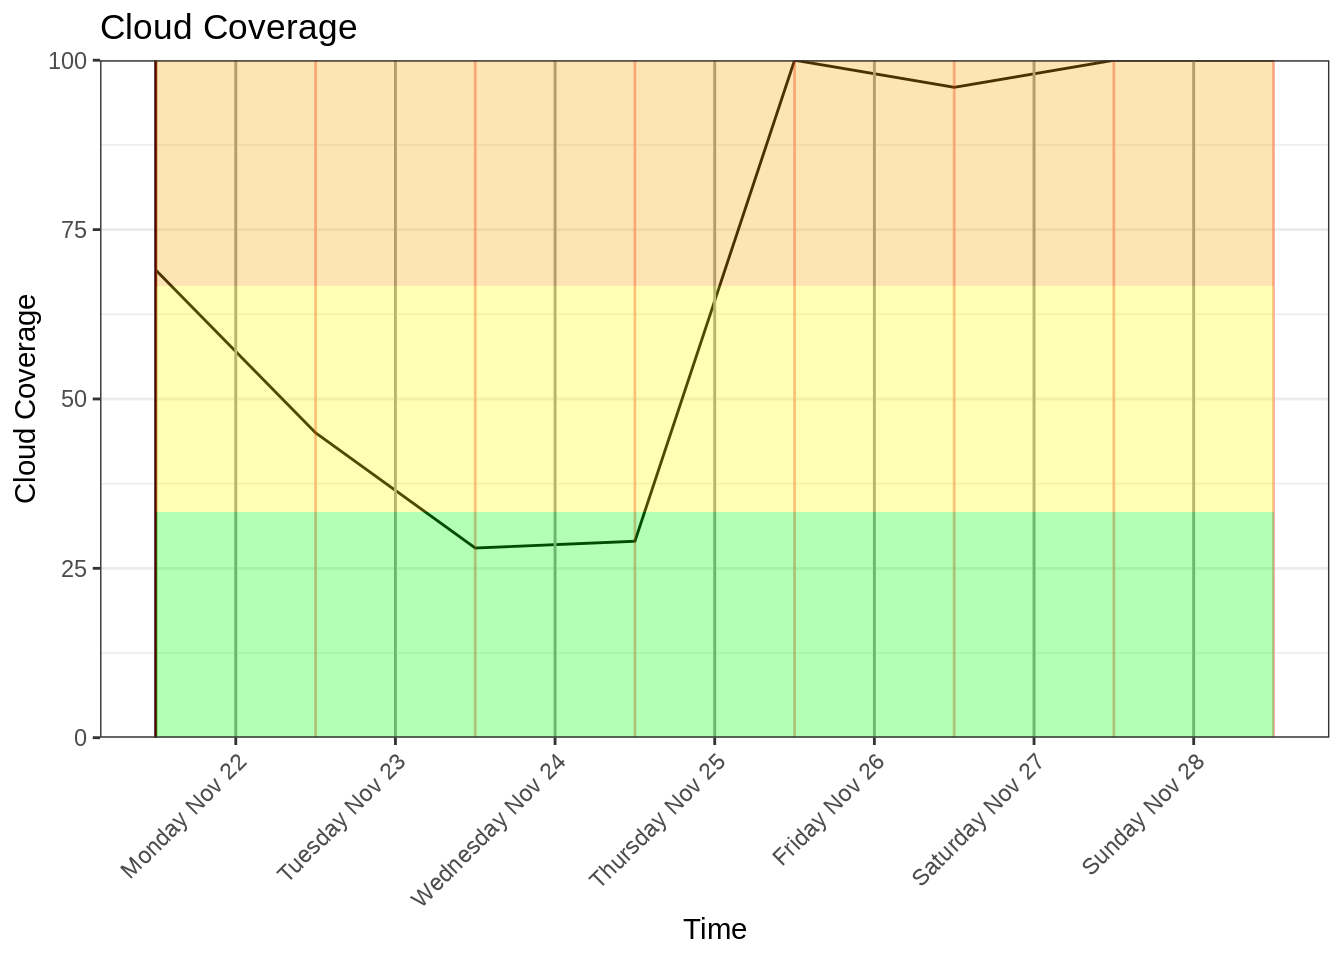 Cloud Coverage
Cloud Coverage
100
75
50
25
0
Monday Nov 22
Tuesday Nov 23
Wednesday Nov 24
Thursday Nov 25
Friday Nov 26
Saturday Nov 27
Sunday Nov 28
Time